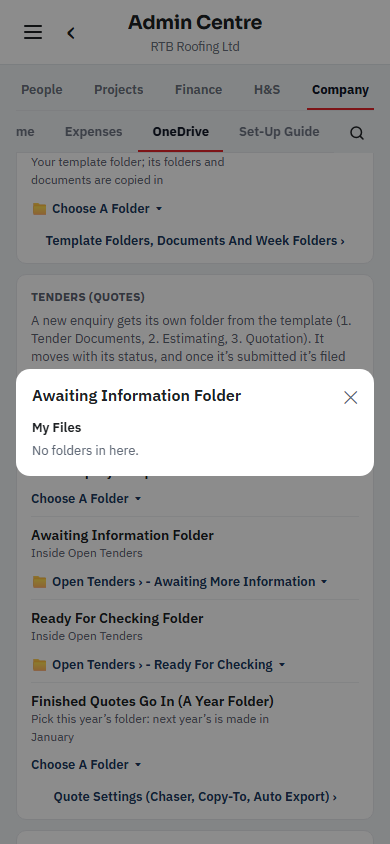 Admin Centre
RTB Roofing Ltd
People
Projects
Finance
H&S
Company
me
Expenses
OneDrive
Set-Up Guide
Your template folder; its folders and
documents are copied in
Choose A Folder
Template Folders, Documents And Week Folders ›
TENDERS (QUOTES)
A new enquiry gets its own folder from the template (1.
Tender Documents, 2. Estimating, 3. Quotation). It
moves with its status, and once it's submitted it's filed
Awaiting Information Folder
My Files
No folders in here.
Choose A Folder
Awaiting Information Folder
Inside Open Tenders
Open Tenders › - Awaiting More Information
Ready For Checking Folder
Inside Open Tenders
Open Tenders › - Ready For Checking
Finished Quotes Go In (A Year Folder)
Pick this year's folder: next year's is made in
January
Choose A Folder
Quote Settings (Chaser, Copy-To, Auto Export) ›